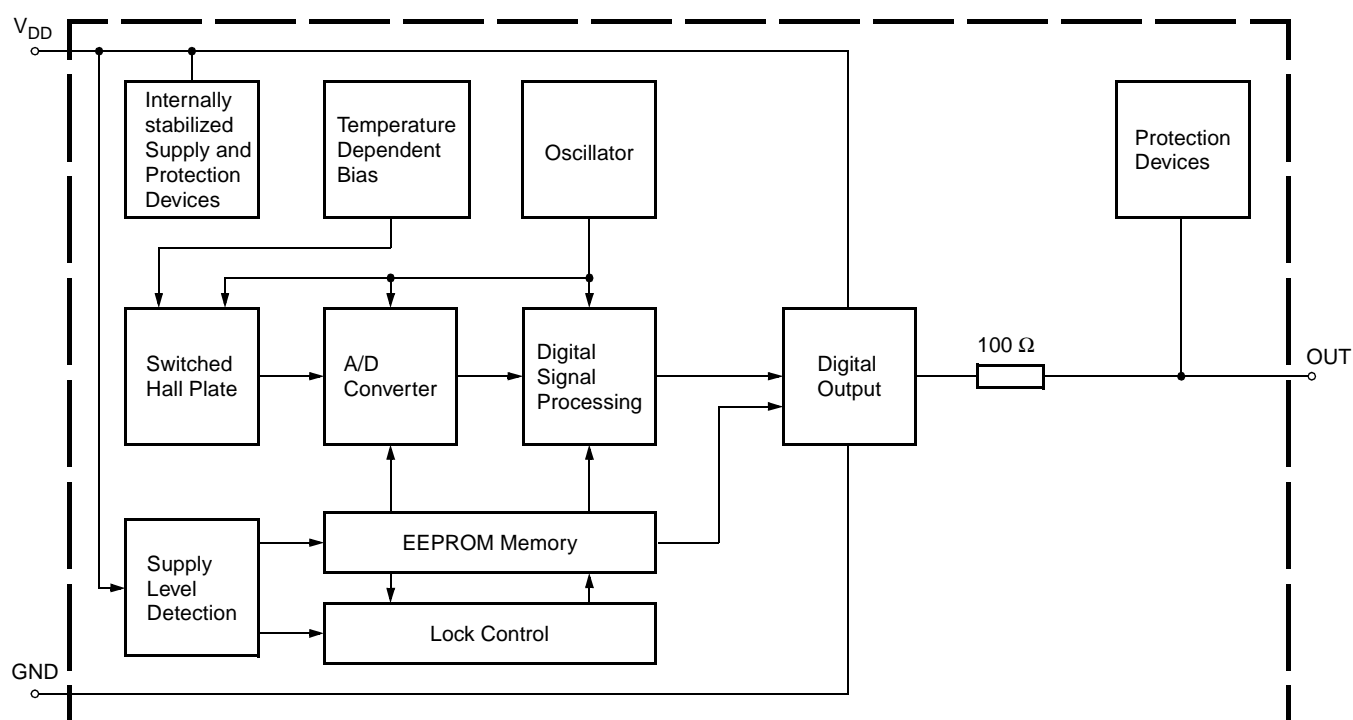 VDD
Internally
stabilized
Supply and
Protection
Devices
Temperature
Dependent
Bias
Oscillator
Protection
Devices
Switched
Hall Plate
A/D
Converter
Digital
Signal
Processing
Digital
Output
100 Ω
OUT
EEPROM Memory
Supply
Level
Detection
Lock Control
GND